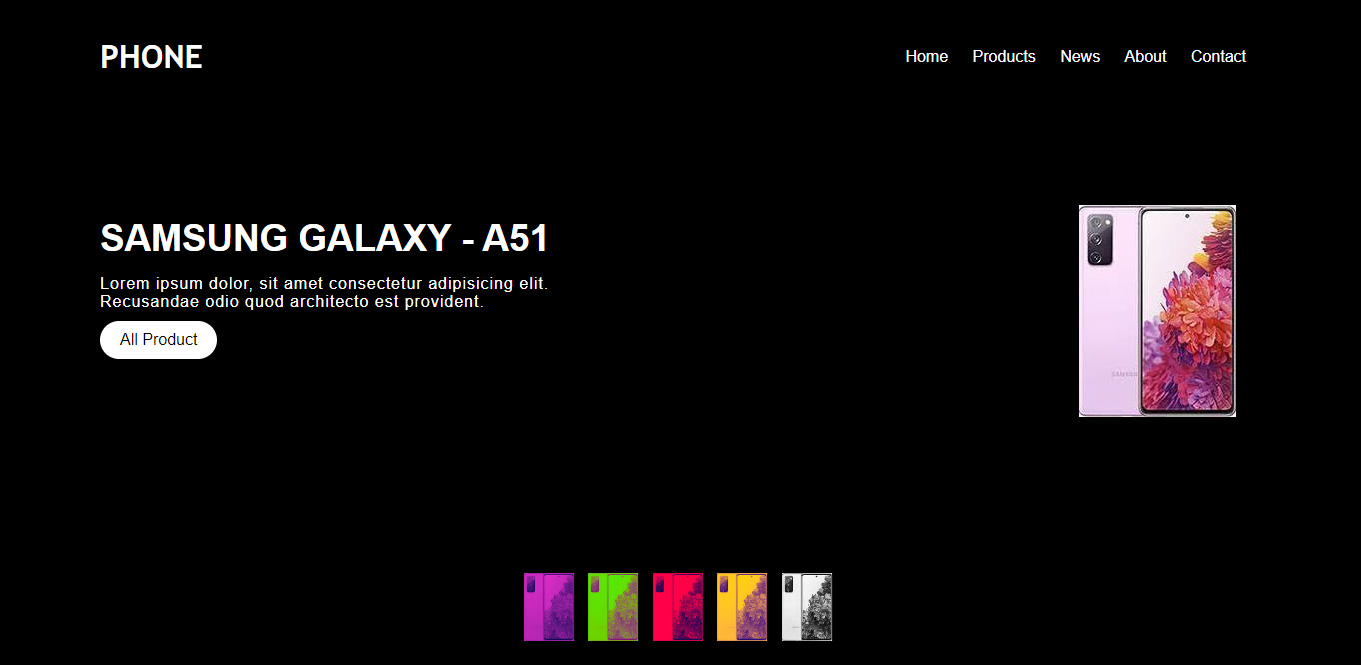 PHONE
Home Products News About Contact
SAMSUNG GALAXY - A51
Lorem ipsum dolor, sit amet consectetur adipisicing elit.
Recusandae odio quod architecto est provident.
All Product
SAMSUNG